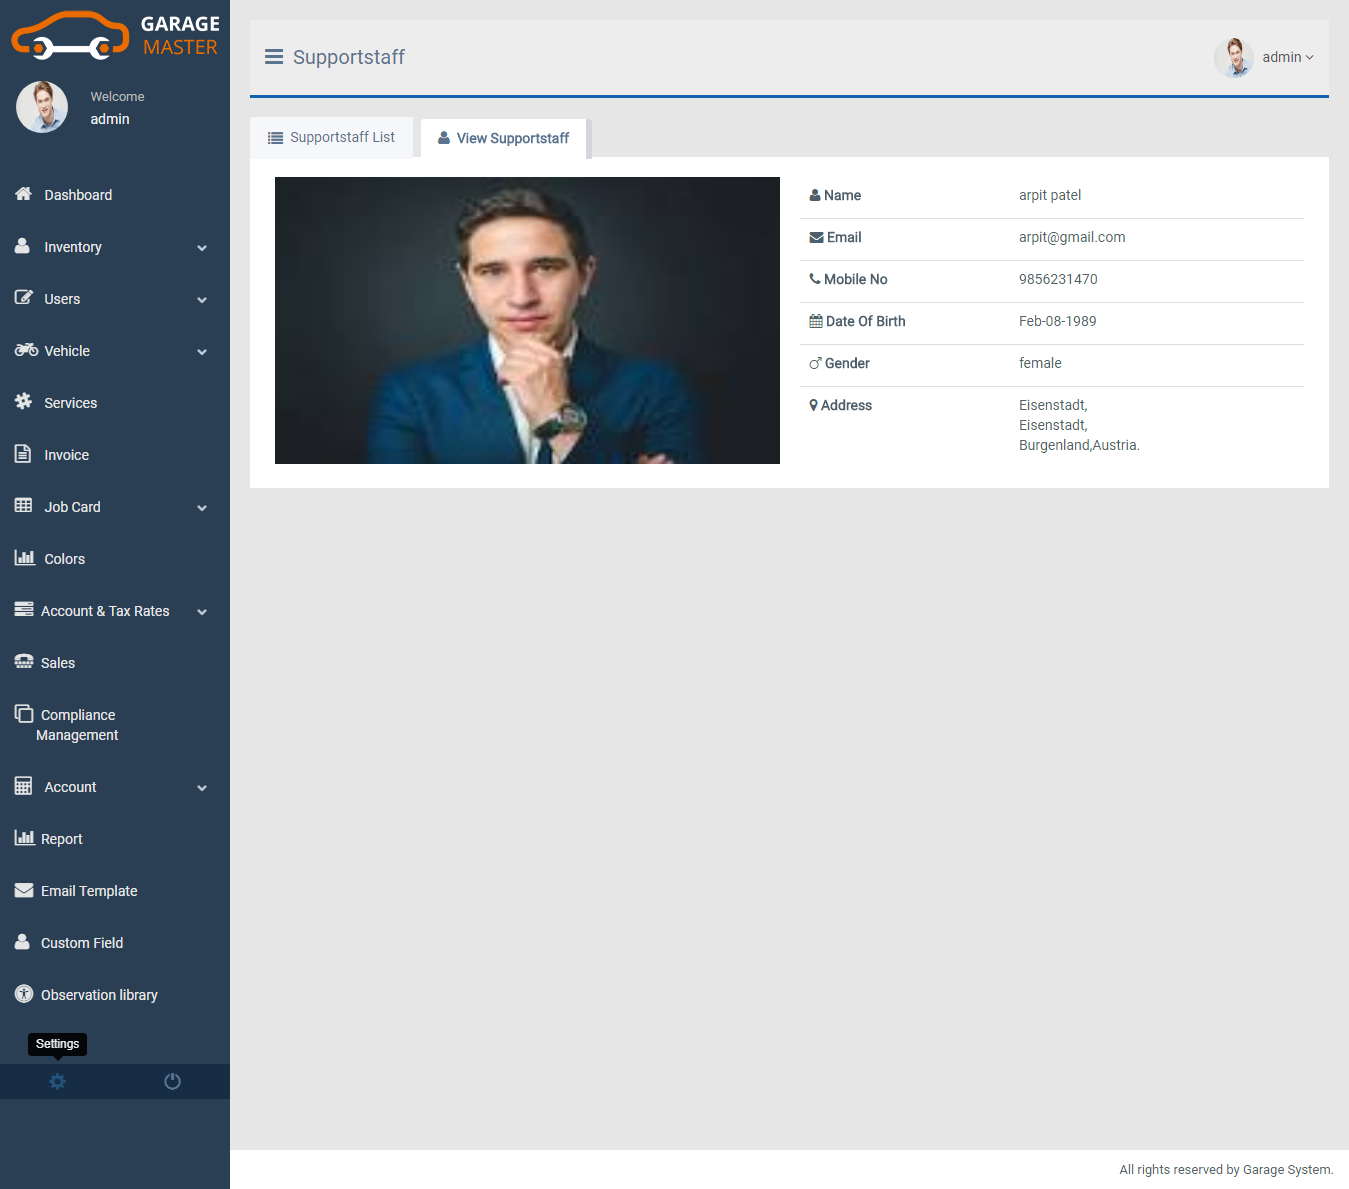 GARAGE
MASTER
Welcome
admin
Dashboard
Inventory
Users
Vehicle
Services
Invoice
Job Card
Colors
Account & Tax Rates
Sales
Compliance
Management
Account
Report
Email Template
Custom Field
Observation library
Settings
Supportstaff
admin
Supportstaff List
View Supportstaff
Name arpit patel
Email arpit@gmail.com
Mobile No 9856231470
Date Of Birth Feb-08-1989
Gender female
Address Eisenstadt,
Eisenstadt,
Burgenland,Austria.
All rights reserved by Garage System.